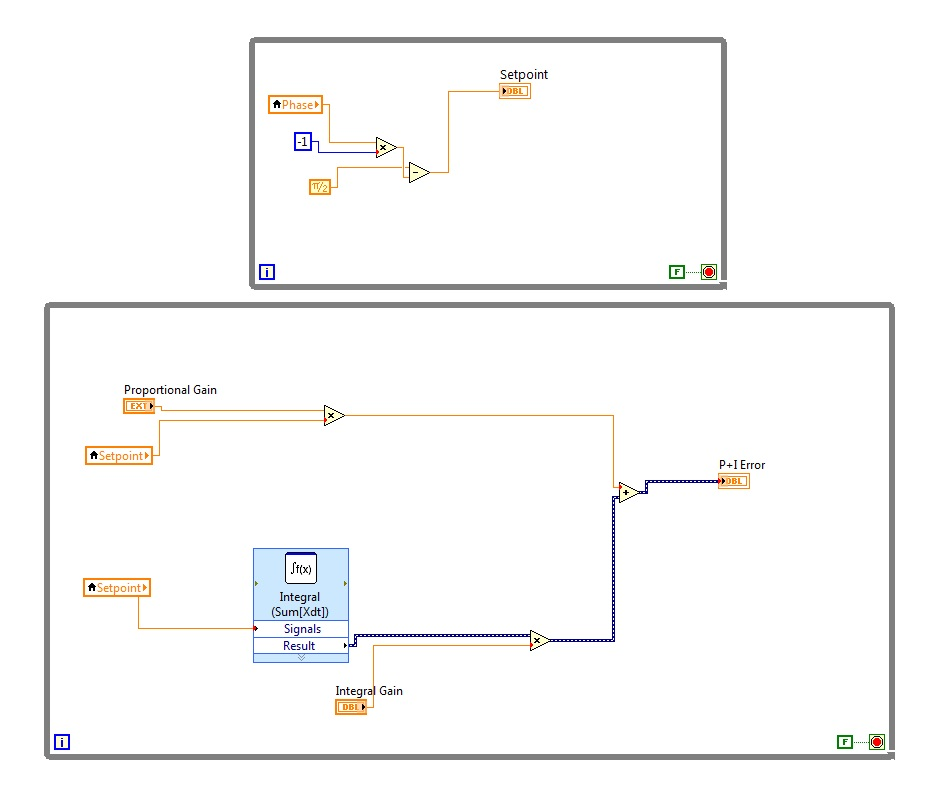 Setpoint
DBL
Phase
-1
×
−
π/2
i
F
Proportional Gain
EXT
×
Setpoint
P+I Error
DBL
+
∫f(x)
Setpoint
Integral
(Sum[Xdt])
Signals
×
Result
Integral Gain
DBL
i
F